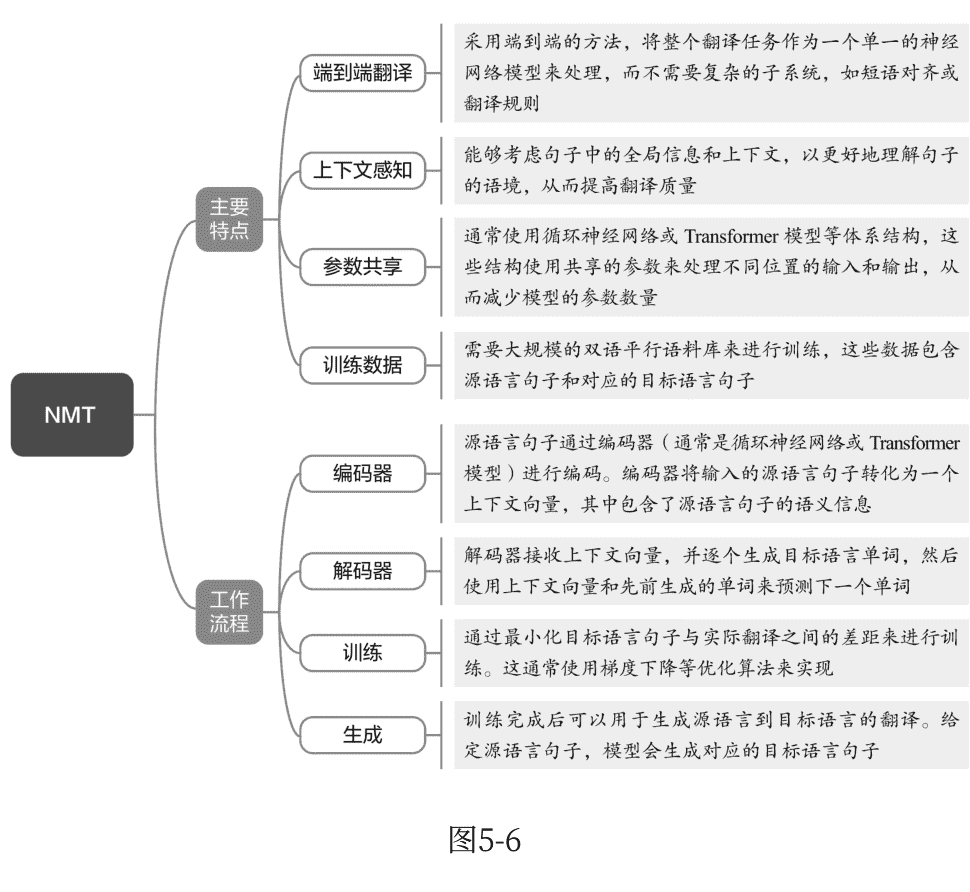 NMT
主要
特点
端到端翻译
采用端到端的方法，将整个翻译任务作为一个单一的神经
网络模型来处理，而不需要复杂的子系统，如短语对齐或
翻译规则
上下文感知
能够考虑句子中的全局信息和上下文，以更好地理解句子
的语境，从而提高翻译质量
参数共享
通常使用循环神经网络或 Transformer 模型等体系结构，这
些结构使用共享的参数来处理不同位置的输入和输出，从
而减少模型的参数数量
训练数据
需要大规模的双语平行语料库来进行训练，这些数据包含
源语言句子和对应的目标语言句子
工作
流程
编码器
源语言句子通过编码器（通常是循环神经网络或 Transformer
模型）进行编码。编码器将输入的源语言句子转化为一个
上下文向量，其中包含了源语言句子的语义信息
解码器
解码器接收上下文向量，并逐个生成目标语言单词，然后
使用上下文向量和先前生成的单词来预测下一个单词
训练
通过最小化目标语言句子与实际翻译之间的差距来进行训
练。这通常使用梯度下降等优化算法来实现
生成
训练完成后可以用于生成源语言到目标语言的翻译。给
定源语言句子，模型会生成对应的目标语言句子
图5-6